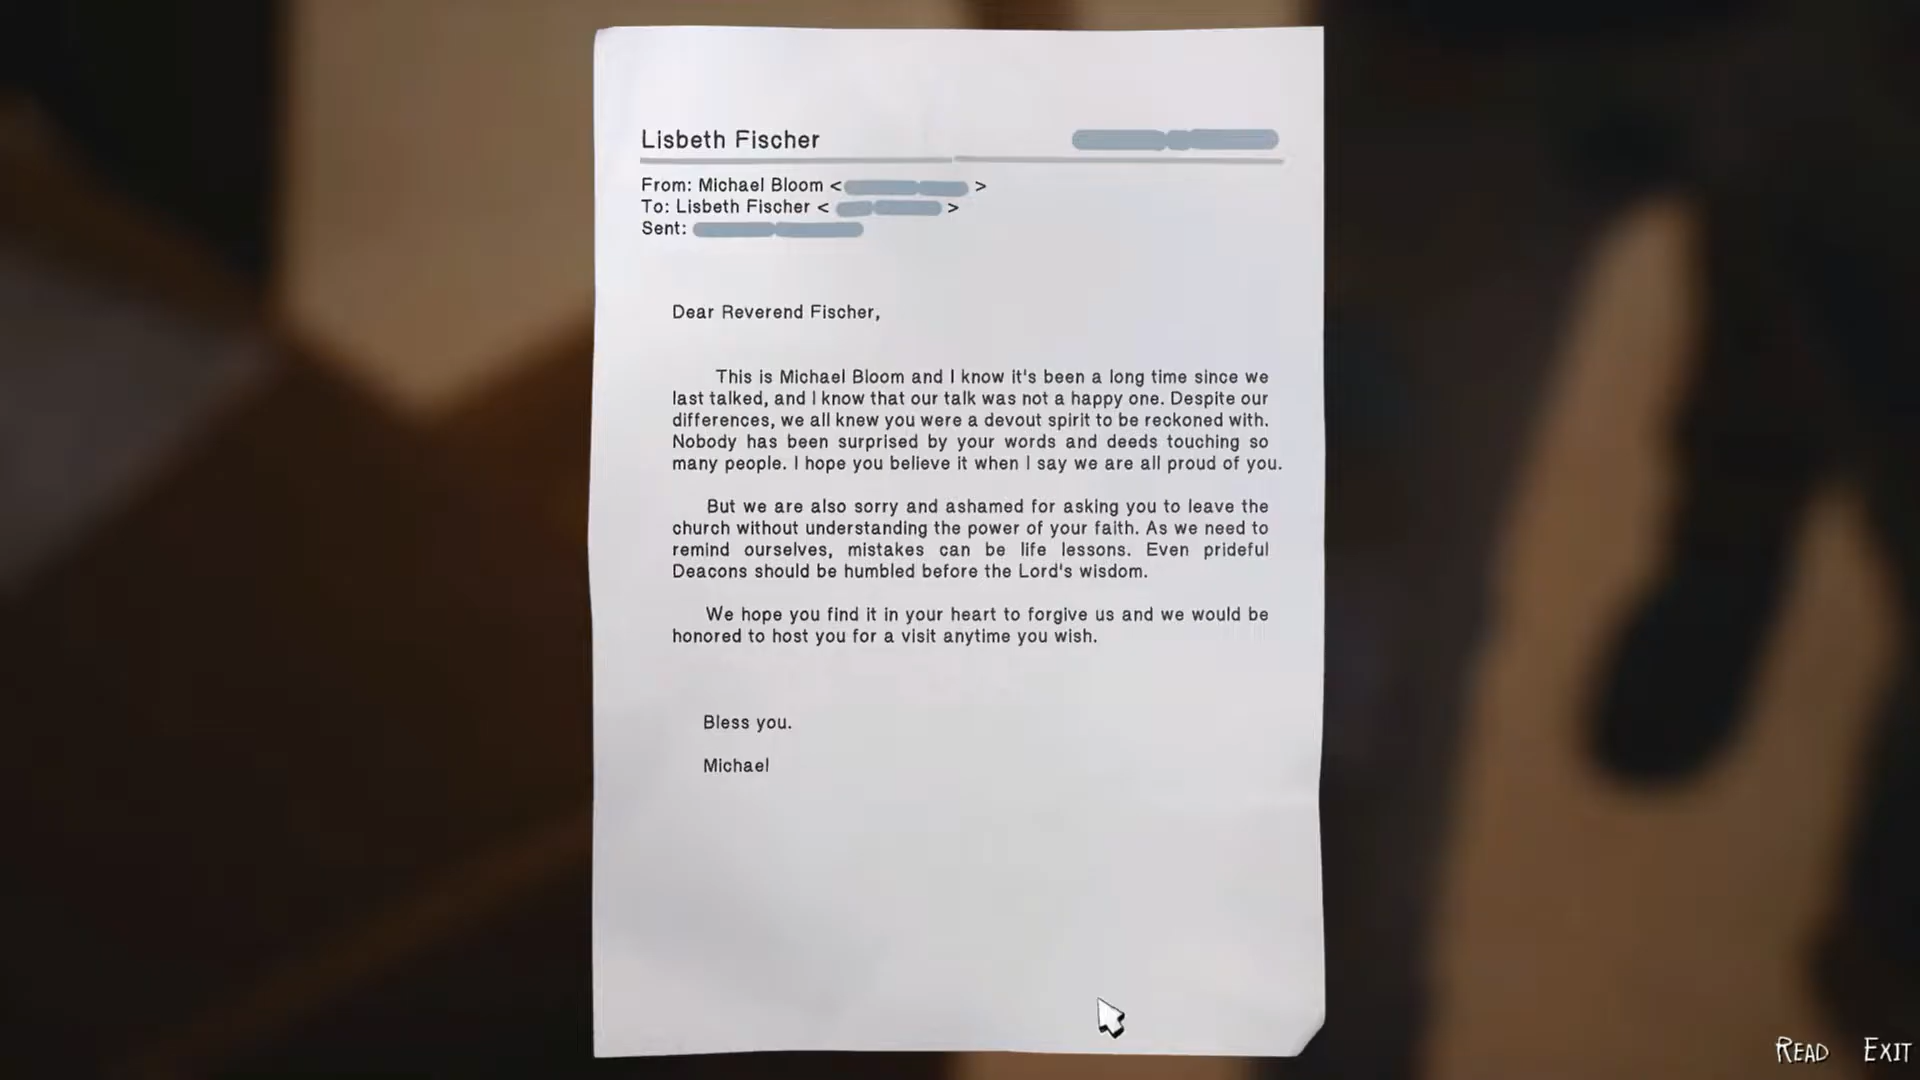 Lisbeth Fischer
From: Michael Bloom < >
To: Lisbeth Fischer < >
Sent:
Dear Reverend Fischer,
This is Michael Bloom and I know it's been a long time since we
last talked, and I know that our talk was not a happy one. Despite our
differences, we all knew you were a devout spirit to be reckoned with.
Nobody has been surprised by your words and deeds touching so
many people. I hope you believe it when I say we are all proud of you.
But we are also sorry and ashamed for asking you to leave the
church without understanding the power of your faith. As we need to
remind ourselves, mistakes can be life lessons. Even prideful
Deacons should be humbled before the Lord's wisdom.
We hope you find it in your heart to forgive us and we would be
honored to host you for a visit anytime you wish.
Bless you.
Michael
READ EXIT